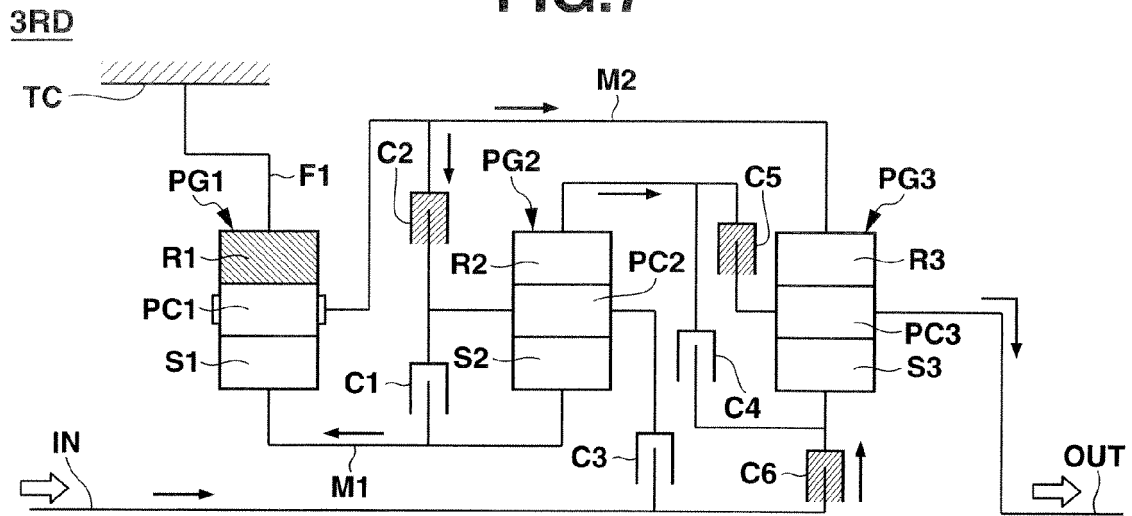 FIG.7
3RD
TC
M2
C2
PG2
C5
PG3
PG1
F1
R1
R2
PC2
R3
PC1
PC3
S1
S2
S3
C1
C4
IN
M1
C3
C6
OUT